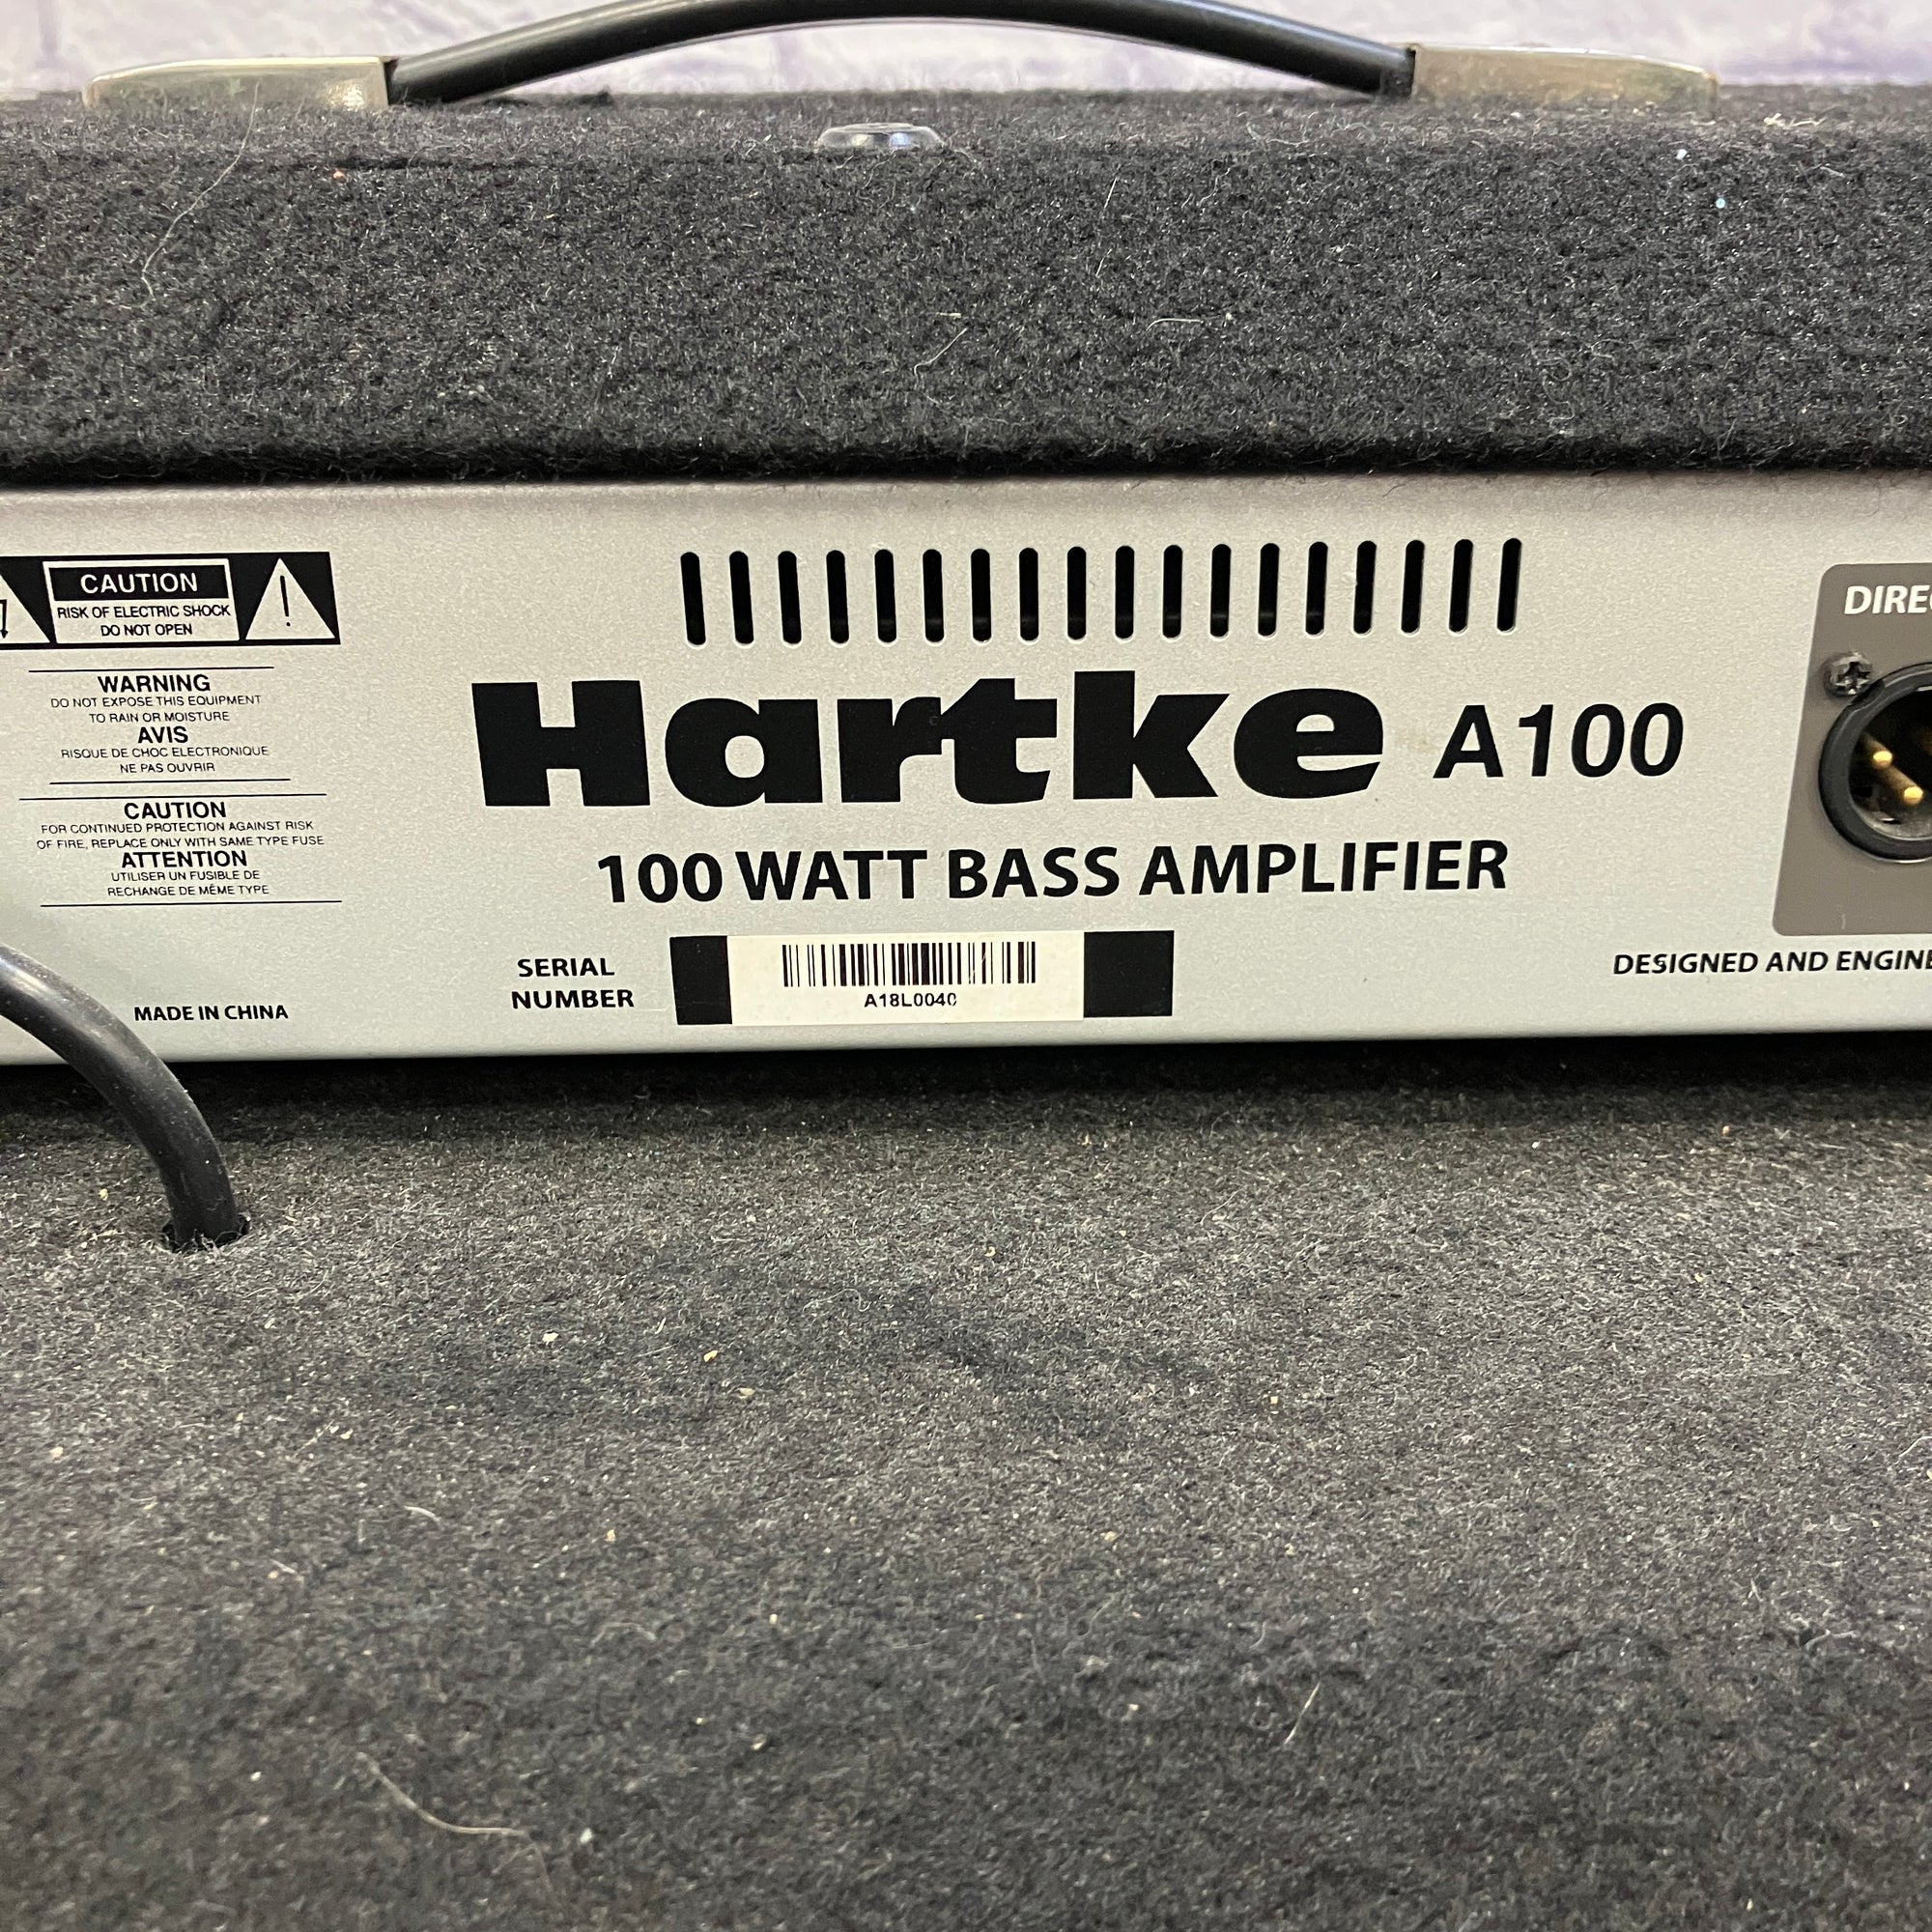 CAUTION
RISK OF ELECTRIC SHOCK
DO NOT OPEN
WARNING
DO NOT EXPOSE THIS EQUIPMENT
TO RAIN OR MOISTURE
AVIS
RISQUE DE CHOC ELECTRONIQUE
NE PAS OUVRIR
CAUTION
FOR CONTINUED PROTECTION AGAINST RISK
OF FIRE, REPLACE ONLY WITH SAME TYPE FUSE
ATTENTION
UTILISER UN FUSIBLE DE
RECHANGE DE MÊME TYPE
MADE IN CHINA
Hartke A100
100 WATT BASS AMPLIFIER
SERIAL
NUMBER
A18L0040
DESIGNED AND